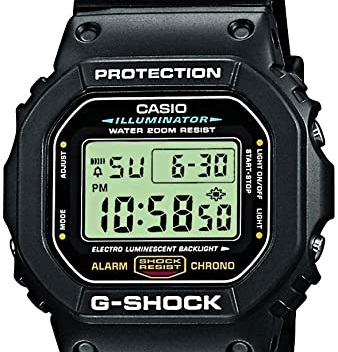 PROTECTION
CASIO
ILLUMINATOR
WATER 200M RESIST
ADJUST
MODE
SU 6-30
PM
10:58 50
LIGHT ON/OFF
START•STOP
LIGHT
ELECTRO LUMINESCENT BACKLIGHT
ALARM SHOCK RESIST CHRONO
G-SHOCK